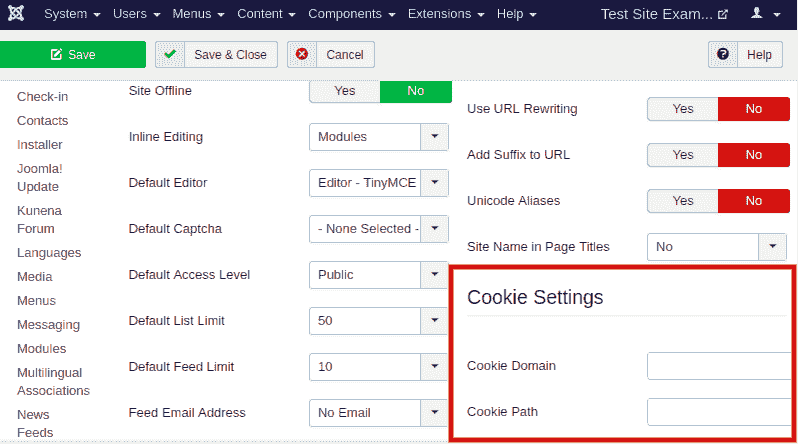 System Users Menus Content Components Extensions Help Test Site Exam...
Save Save & Close Cancel Help
Check-in
Contacts
Installer
Joomla!
Update
Kunena
Forum
Languages
Media
Menus
Messaging
Modules
Multilingual
Associations
News
Feeds
Site Offline Yes No
Inline Editing Modules
Default Editor Editor - TinyMCE
Default Captcha - None Selected -
Default Access Level Public
Default List Limit 50
Default Feed Limit 10
Feed Email Address No Email
Use URL Rewriting Yes No
Add Suffix to URL Yes No
Unicode Aliases Yes No
Site Name in Page Titles No
Cookie Settings
Cookie Domain
Cookie Path